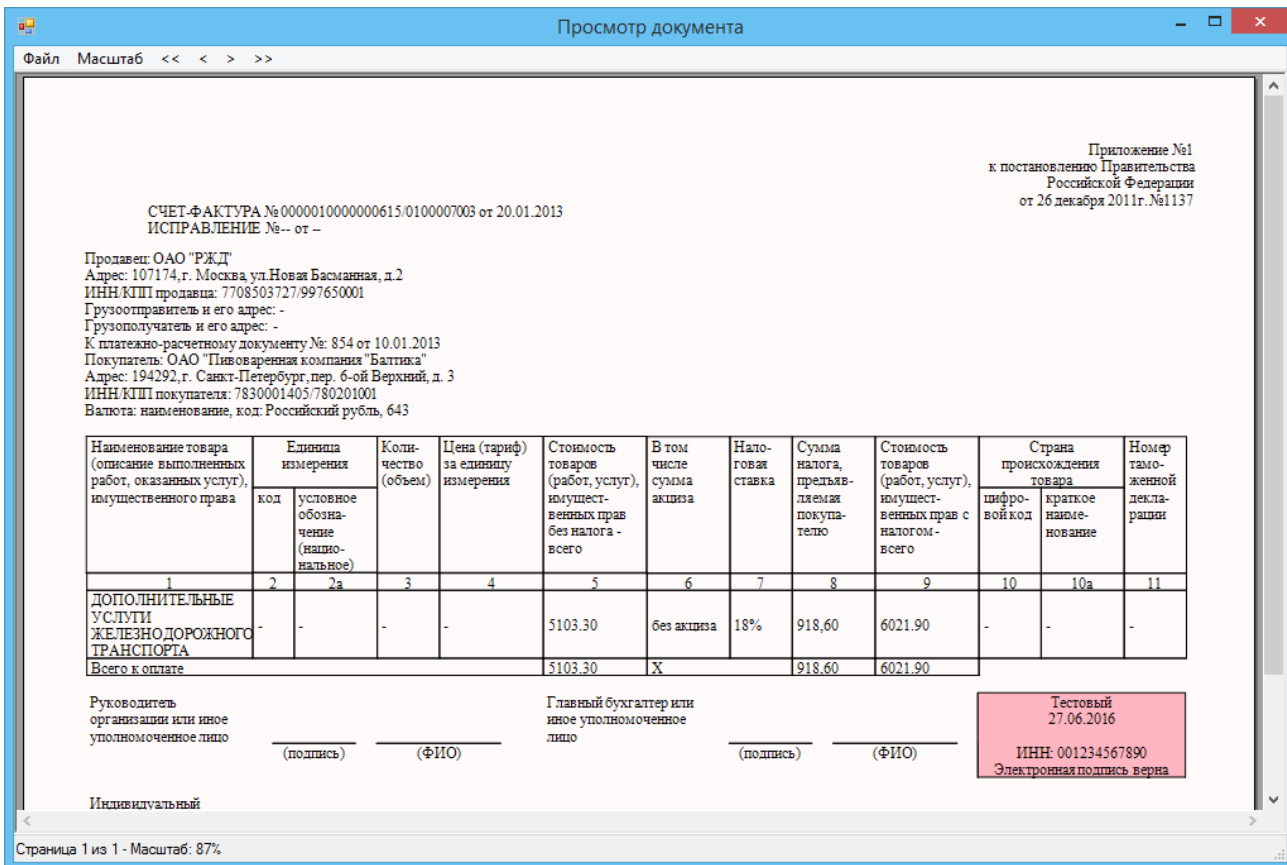 Просмотр документа
Файл Масштаб << < > >>
Приложение №1
к постановлению Правительства
Российской Федерации
от 26 декабря 2011г. №1137
СЧЕТ-ФАКТУРА № 0000010000000615/0100007003 от 20.01.2013
ИСПРАВЛЕНИЕ №-- от --
Продавец: ОАО "РЖД"
Адрес: 107174, г. Москва, ул.Новая Басманная, д.2
ИНН/КПП продавца: 7708503727/997650001
Грузоотправитель и его адрес: -
Грузополучатель и его адрес: -
К платежно-расчетному документу №: 854 от 10.01.2013
Покупатель: ОАО "Пивоваренная компания "Балтика"
Адрес: 194292, г. Санкт-Петербург, пер. 6-ой Верхний, д. 3
ИНН/КПП покупателя: 7830001405/780201001
Валюта: наименование, код: Российский рубль, 643
Наименование товара
(описание выполненных
работ, оказанных услуг),
имущественного права
Единица
измерения
код
условное
обозна-
чение
(нацио-
нальное)
Коли-
чество
(объем)
Цена (тариф)
за единицу
измерения
Стоимость
товаров
(работ, услуг),
имущест-
венных прав
без налога -
всего
В том
числе
сумма
акциза
Нало-
говая
ставка
Сумма
налога,
предъяв-
ляемая
покупа-
телю
Стоимость
товаров
(работ, услуг),
имущест-
венных прав с
налогом -
всего
Страна
происхождения
товара
цифро-
вой код
краткое
наиме-
нование
Номер
тамо-
женной
декла-
рации
1 2 2а 3 4 5 6 7 8 9 10 10а 11
ДОПОЛНИТЕЛЬНЫЕ
УСЛУГИ
ЖЕЛЕЗНОДОРОЖНОГО
ТРАНСПОРТА
- - - - 5103.30 без акциза 18% 918,60 6021.90 - - -
Всего к оплате 5103.30 X 918.60 6021.90
Руководитель
организации или иное
уполномоченное лицо
(подпись) (ФИО)
Главный бухгалтер или
иное уполномоченное
лицо
(подпись) (ФИО)
Тестовый
27.06.2016
ИНН: 001234567890
Электронная подпись верна
Индивидуальный
Страница 1 из 1 - Масштаб: 87%